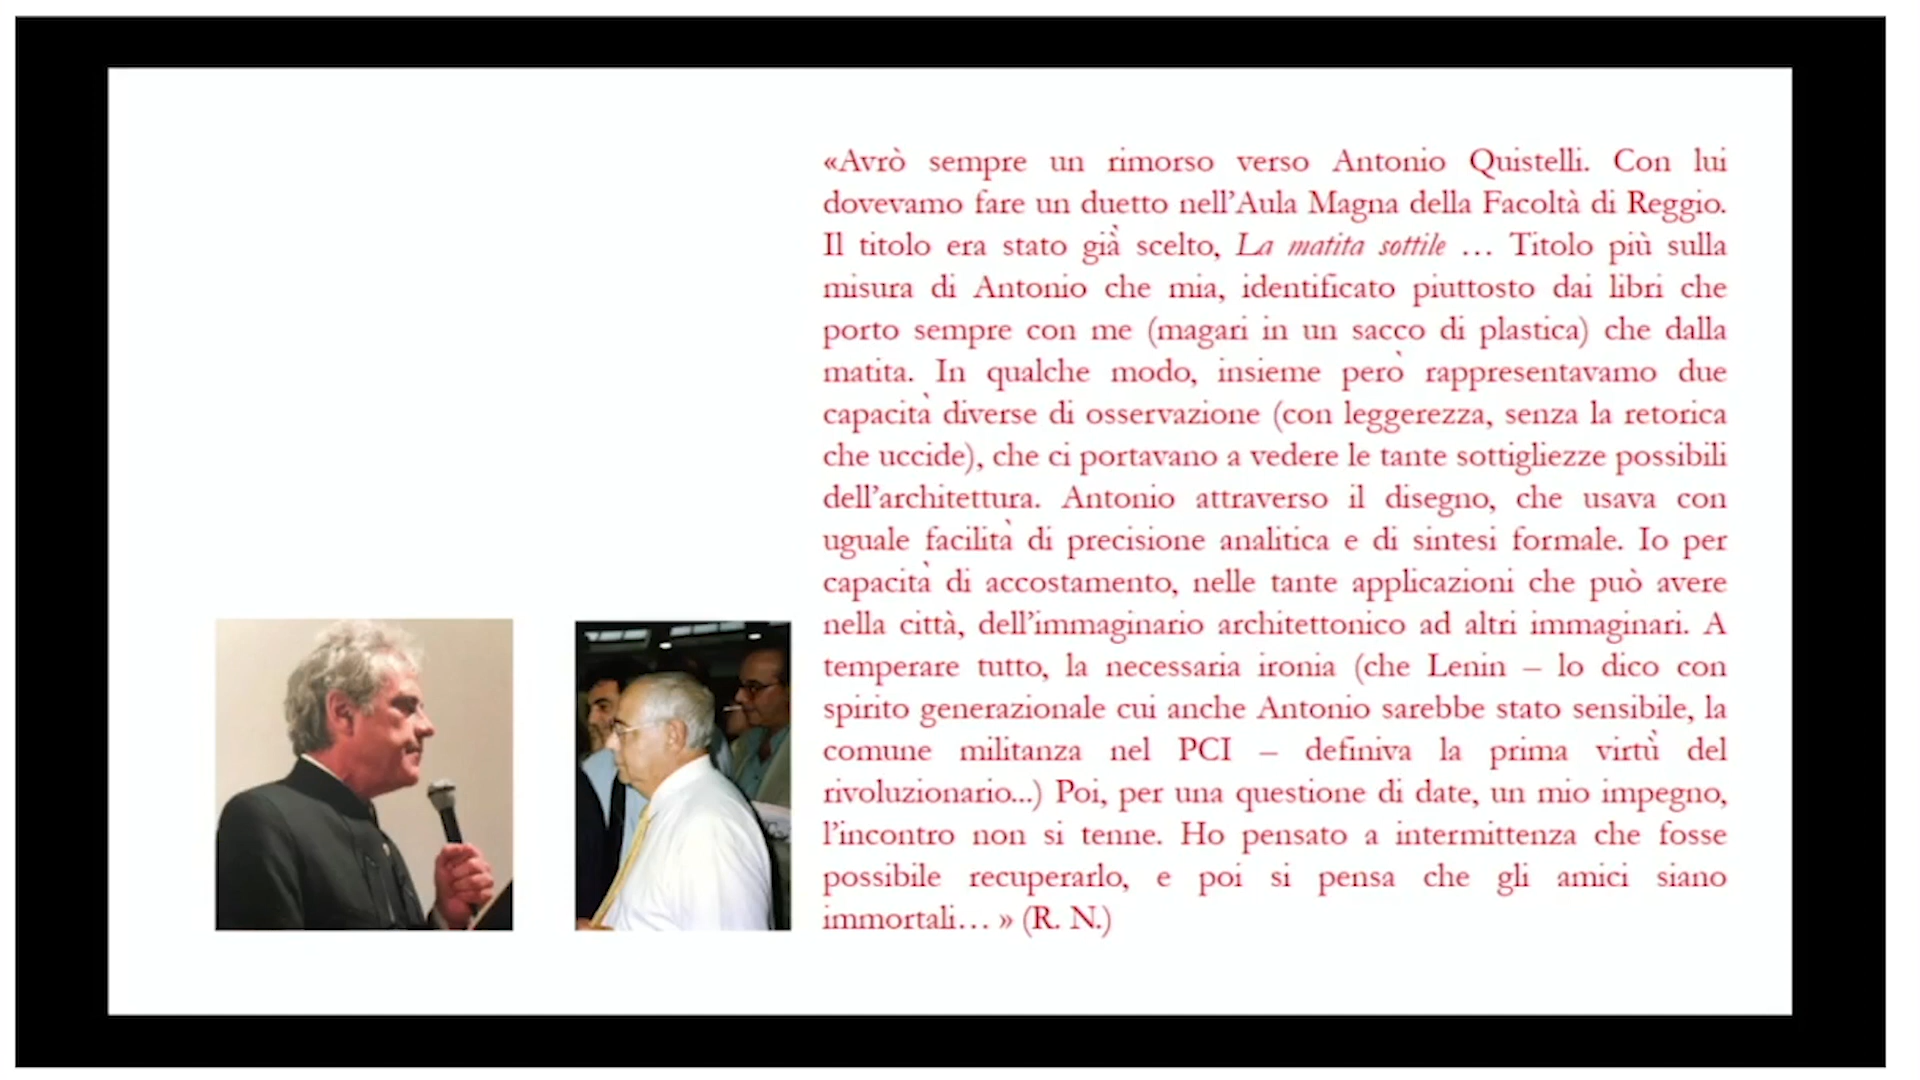 «Avrò sempre un rimorso verso Antonio Quistelli. Con lui
dovevamo fare un duetto nell’Aula Magna della Facoltà di Reggio.
Il titolo era stato già scelto, La matita sottile … Titolo più sulla
misura di Antonio che mia, identificato piuttosto dai libri che
porto sempre con me (magari in un sacco di plastica) che dalla
matita. In qualche modo, insieme però rappresentavamo due
capacità diverse di osservazione (con leggerezza, senza la retorica
che uccide), che ci portavano a vedere le tante sottigliezze possibili
dell’architettura. Antonio attraverso il disegno, che usava con
uguale facilità di precisione analitica e di sintesi formale. Io per
capacità di accostamento, nelle tante applicazioni che può avere
nella città, dell’immaginario architettonico ad altri immaginari. A
temperare tutto, la necessaria ironia (che Lenin – lo dico con
spirito generazionale cui anche Antonio sarebbe stato sensibile, la
comune militanza nel PCI – definiva la prima virtù del
rivoluzionario...) Poi, per una questione di date, un mio impegno,
l’incontro non si tenne. Ho pensato a intermittenza che fosse
possibile recuperarlo, e poi si pensa che gli amici siano
immortali… » (R. N.)